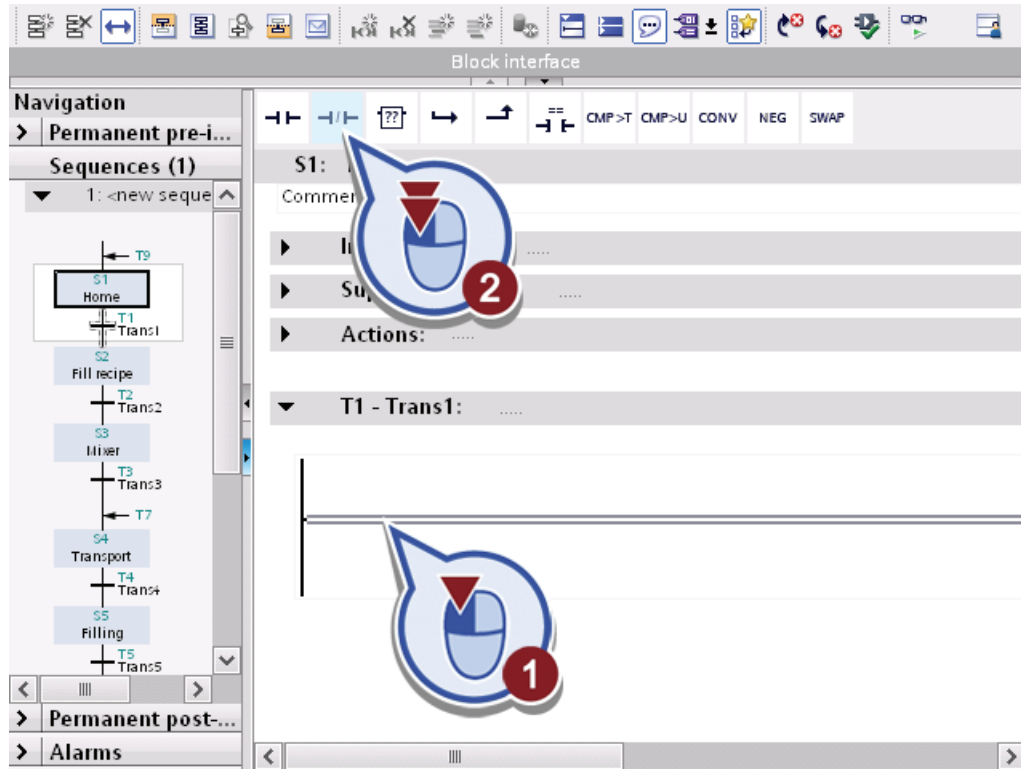 Block interface
Navigation
Permanent pre-i...
Sequences (1)
1: <new seque
T9
S1
Home
T1
Trans1
S2
Fill recipe
T2
Trans2
S3
Mixer
T3
Trans3
T7
S4
Transport
T4
Trans4
S5
Filling
T5
Trans5
Permanent post-...
Alarms
?? == CMP>T CMP>U CONV NEG SWAP
S1:
.....
.....
Actions: .....
T1 - Trans1: .....
2
1